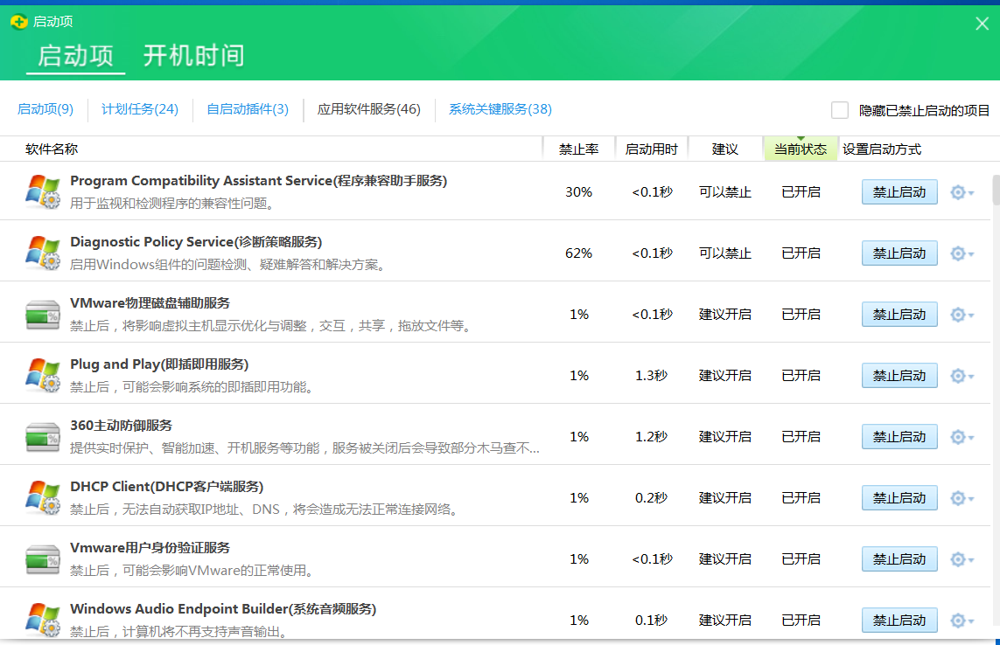 启动项
启动项 开机时间
启动项(9) 计划任务(24) 自启动插件(3) 应用软件服务(46) 系统关键服务(38) 隐藏已禁止启动的项目
软件名称 禁止率 启动用时 建议 当前状态 设置启动方式
Program Compatibility Assistant Service(程序兼容助手服务)
用于监视和检测程序的兼容性问题。
30% <0.1秒 可以禁止 已开启 禁止启动
Diagnostic Policy Service(诊断策略服务)
启用Windows组件的问题检测、疑难解答和解决方案。
62% <0.1秒 可以禁止 已开启 禁止启动
VMware物理磁盘辅助服务
禁止后，将影响虚拟主机显示优化与调整，交互，共享，拖放文件等。
1% <0.1秒 建议开启 已开启 禁止启动
Plug and Play(即插即用服务)
禁止后，可能会影响系统的即插即用功能。
1% 1.3秒 建议开启 已开启 禁止启动
360主动防御服务
提供实时保护、智能加速、开机服务等功能，服务被关闭后会导致部分木马查不...
1% 1.2秒 建议开启 已开启 禁止启动
DHCP Client(DHCP客户端服务)
禁止后，无法自动获取IP地址、DNS，将会造成无法正常连接网络。
1% 0.2秒 建议开启 已开启 禁止启动
Vmware用户身份验证服务
禁止后，可能会影响VMware的正常使用。
1% <0.1秒 建议开启 已开启 禁止启动
Windows Audio Endpoint Builder(系统音频服务)
禁止后，计算机将不再支持声音输出。
1% 0.1秒 建议开启 已开启 禁止启动